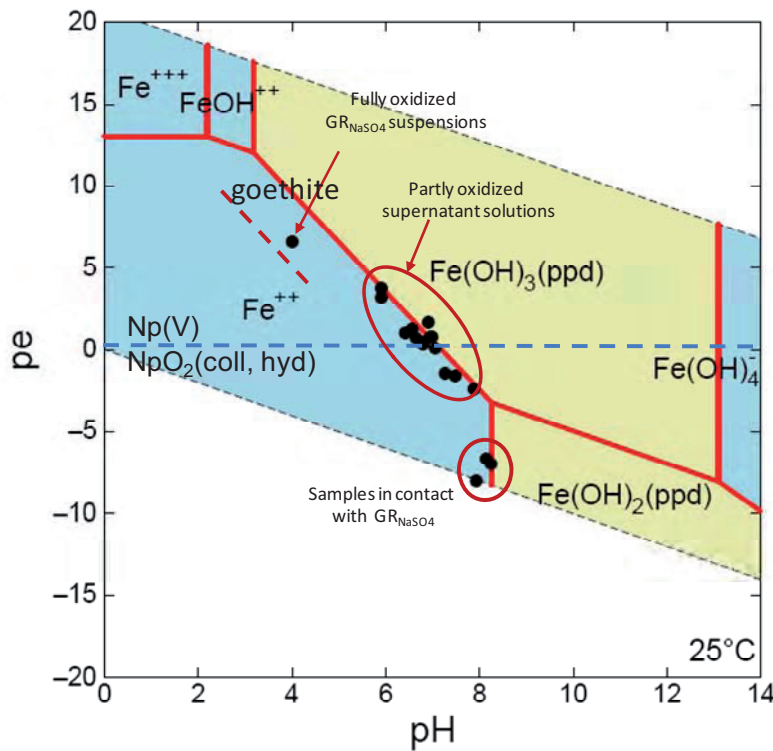 20
15
10
5
0
−5
−10
−15
−20
pe
Fe+++
FeOH++
Fully oxidized
GRNaSO4 suspensions
goethite
Partly oxidized
supernatant solutions
Fe(OH)3(ppd)
Fe++
Np(V)
NpO2(coll, hyd)
Fe(OH)4-
Samples in contact
with GRNaSO4
Fe(OH)2(ppd)
25°C
0 2 4 6 8 10 12 14
pH